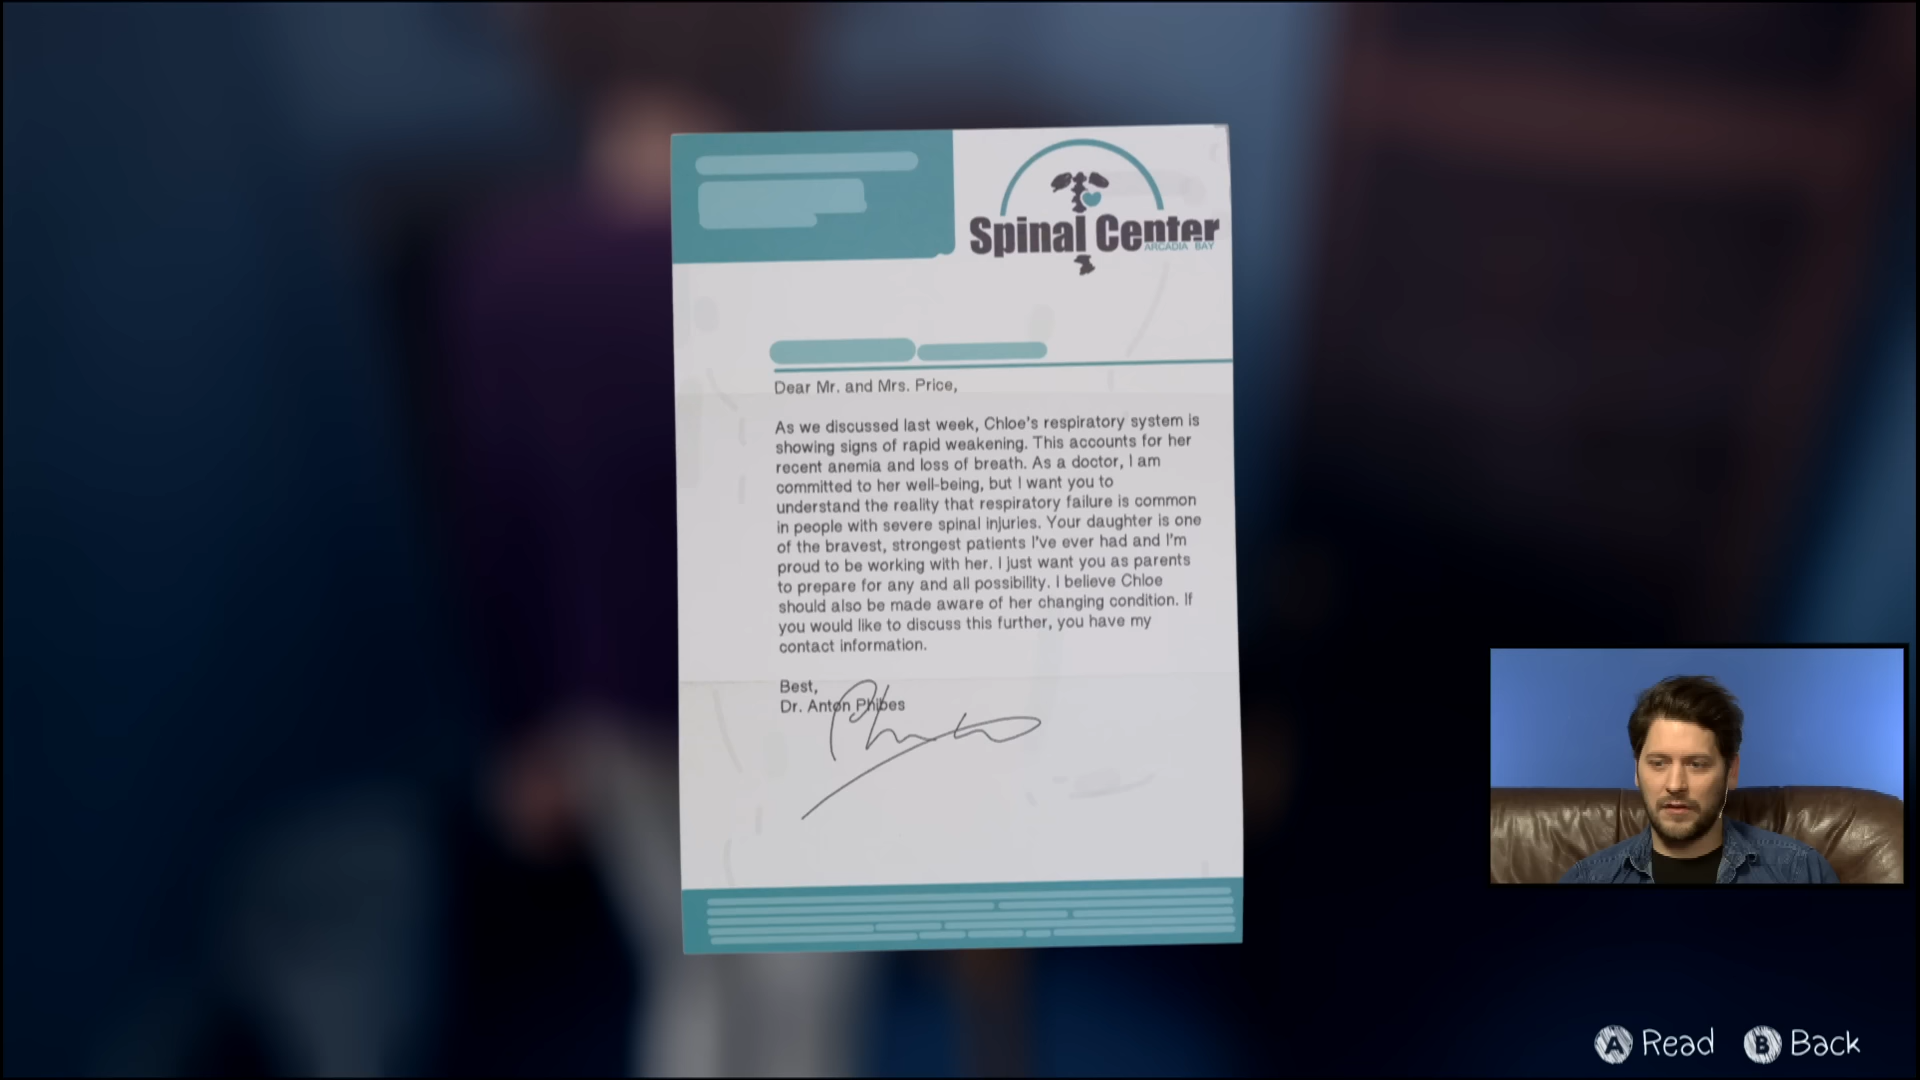 Spinal Center
ARCADIA BAY
Dear Mr. and Mrs. Price,
As we discussed last week, Chloe's respiratory system is
showing signs of rapid weakening. This accounts for her
recent anemia and loss of breath. As a doctor, I am
committed to her well-being, but I want you to
understand the reality that respiratory failure is common
in people with severe spinal injuries. Your daughter is one
of the bravest, strongest patients I've ever had and I'm
proud to be working with her. I just want you as parents
to prepare for any and all possibility. I believe Chloe
should also be made aware of her changing condition. If
you would like to discuss this further, you have my
contact information.
Best,
Dr. Anton Phibes
A Read B Back